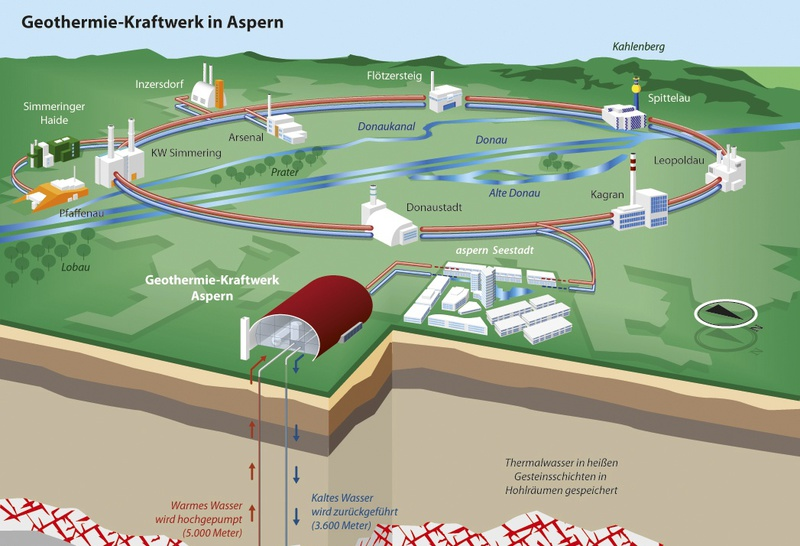 Geothermie-Kraftwerk in Aspern
Kahlenberg
Inzersdorf
Flötzersteig
Spittelau
Simmeringer
Haide
Arsenal
Donaukanal
Donau
KW Simmering
Leopoldau
Prater
Alte Donau
Kagran
Pfaffenau
Donaustadt
Lobau
aspern Seestadt
Geothermie-Kraftwerk
Aspern
N
Thermalwasser in heißen
Gesteinsschichten in
Hohlräumen gespeichert
Warmes Wasser
wird hochgepumpt
(5.000 Meter)
Kaltes Wasser
wird zurückgeführt
(3.600 Meter)